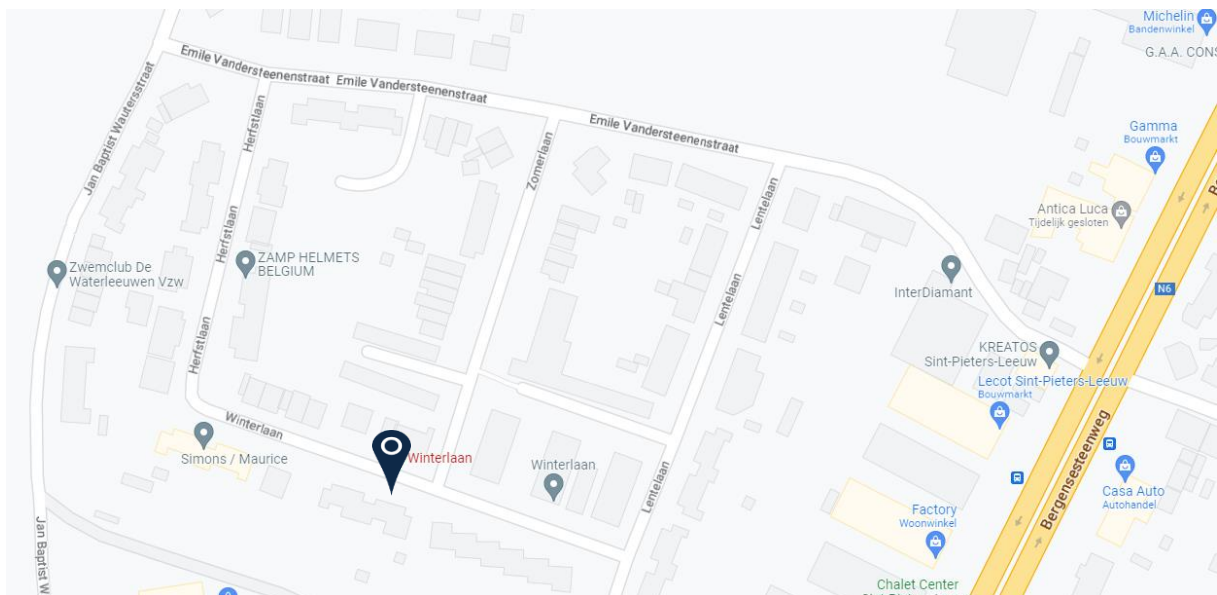 Michelin
Bandenwinkel
G.A.A. CONS
Emile Vandersteenenstraat
Emile Vandersteenenstraat
Emile Vandersteenenstraat
Jan Baptist Wautersstraat
Herfstlaan
Zomerlaan
Lentelaan
Gamma
Bouwmarkt
Antica Luca
Tijdelijk gesloten
Herfstlaan
ZAMP HELMETS
BELGIUM
Zwemclub De
Waterleeuwen Vzw
Lentelaan
InterDiamant
N6
Herfstlaan
KREATOS
Sint-Pieters-Leeuw
Lecot Sint-Pieters-Leeuw
Bouwmarkt
Winterlaan
Simons / Maurice
Winterlaan
Winterlaan
Lentelaan
Bergensesteenweg
Casa Auto
Autohandel
Factory
Woonwinkel
Jan Baptist W
Chalet Center